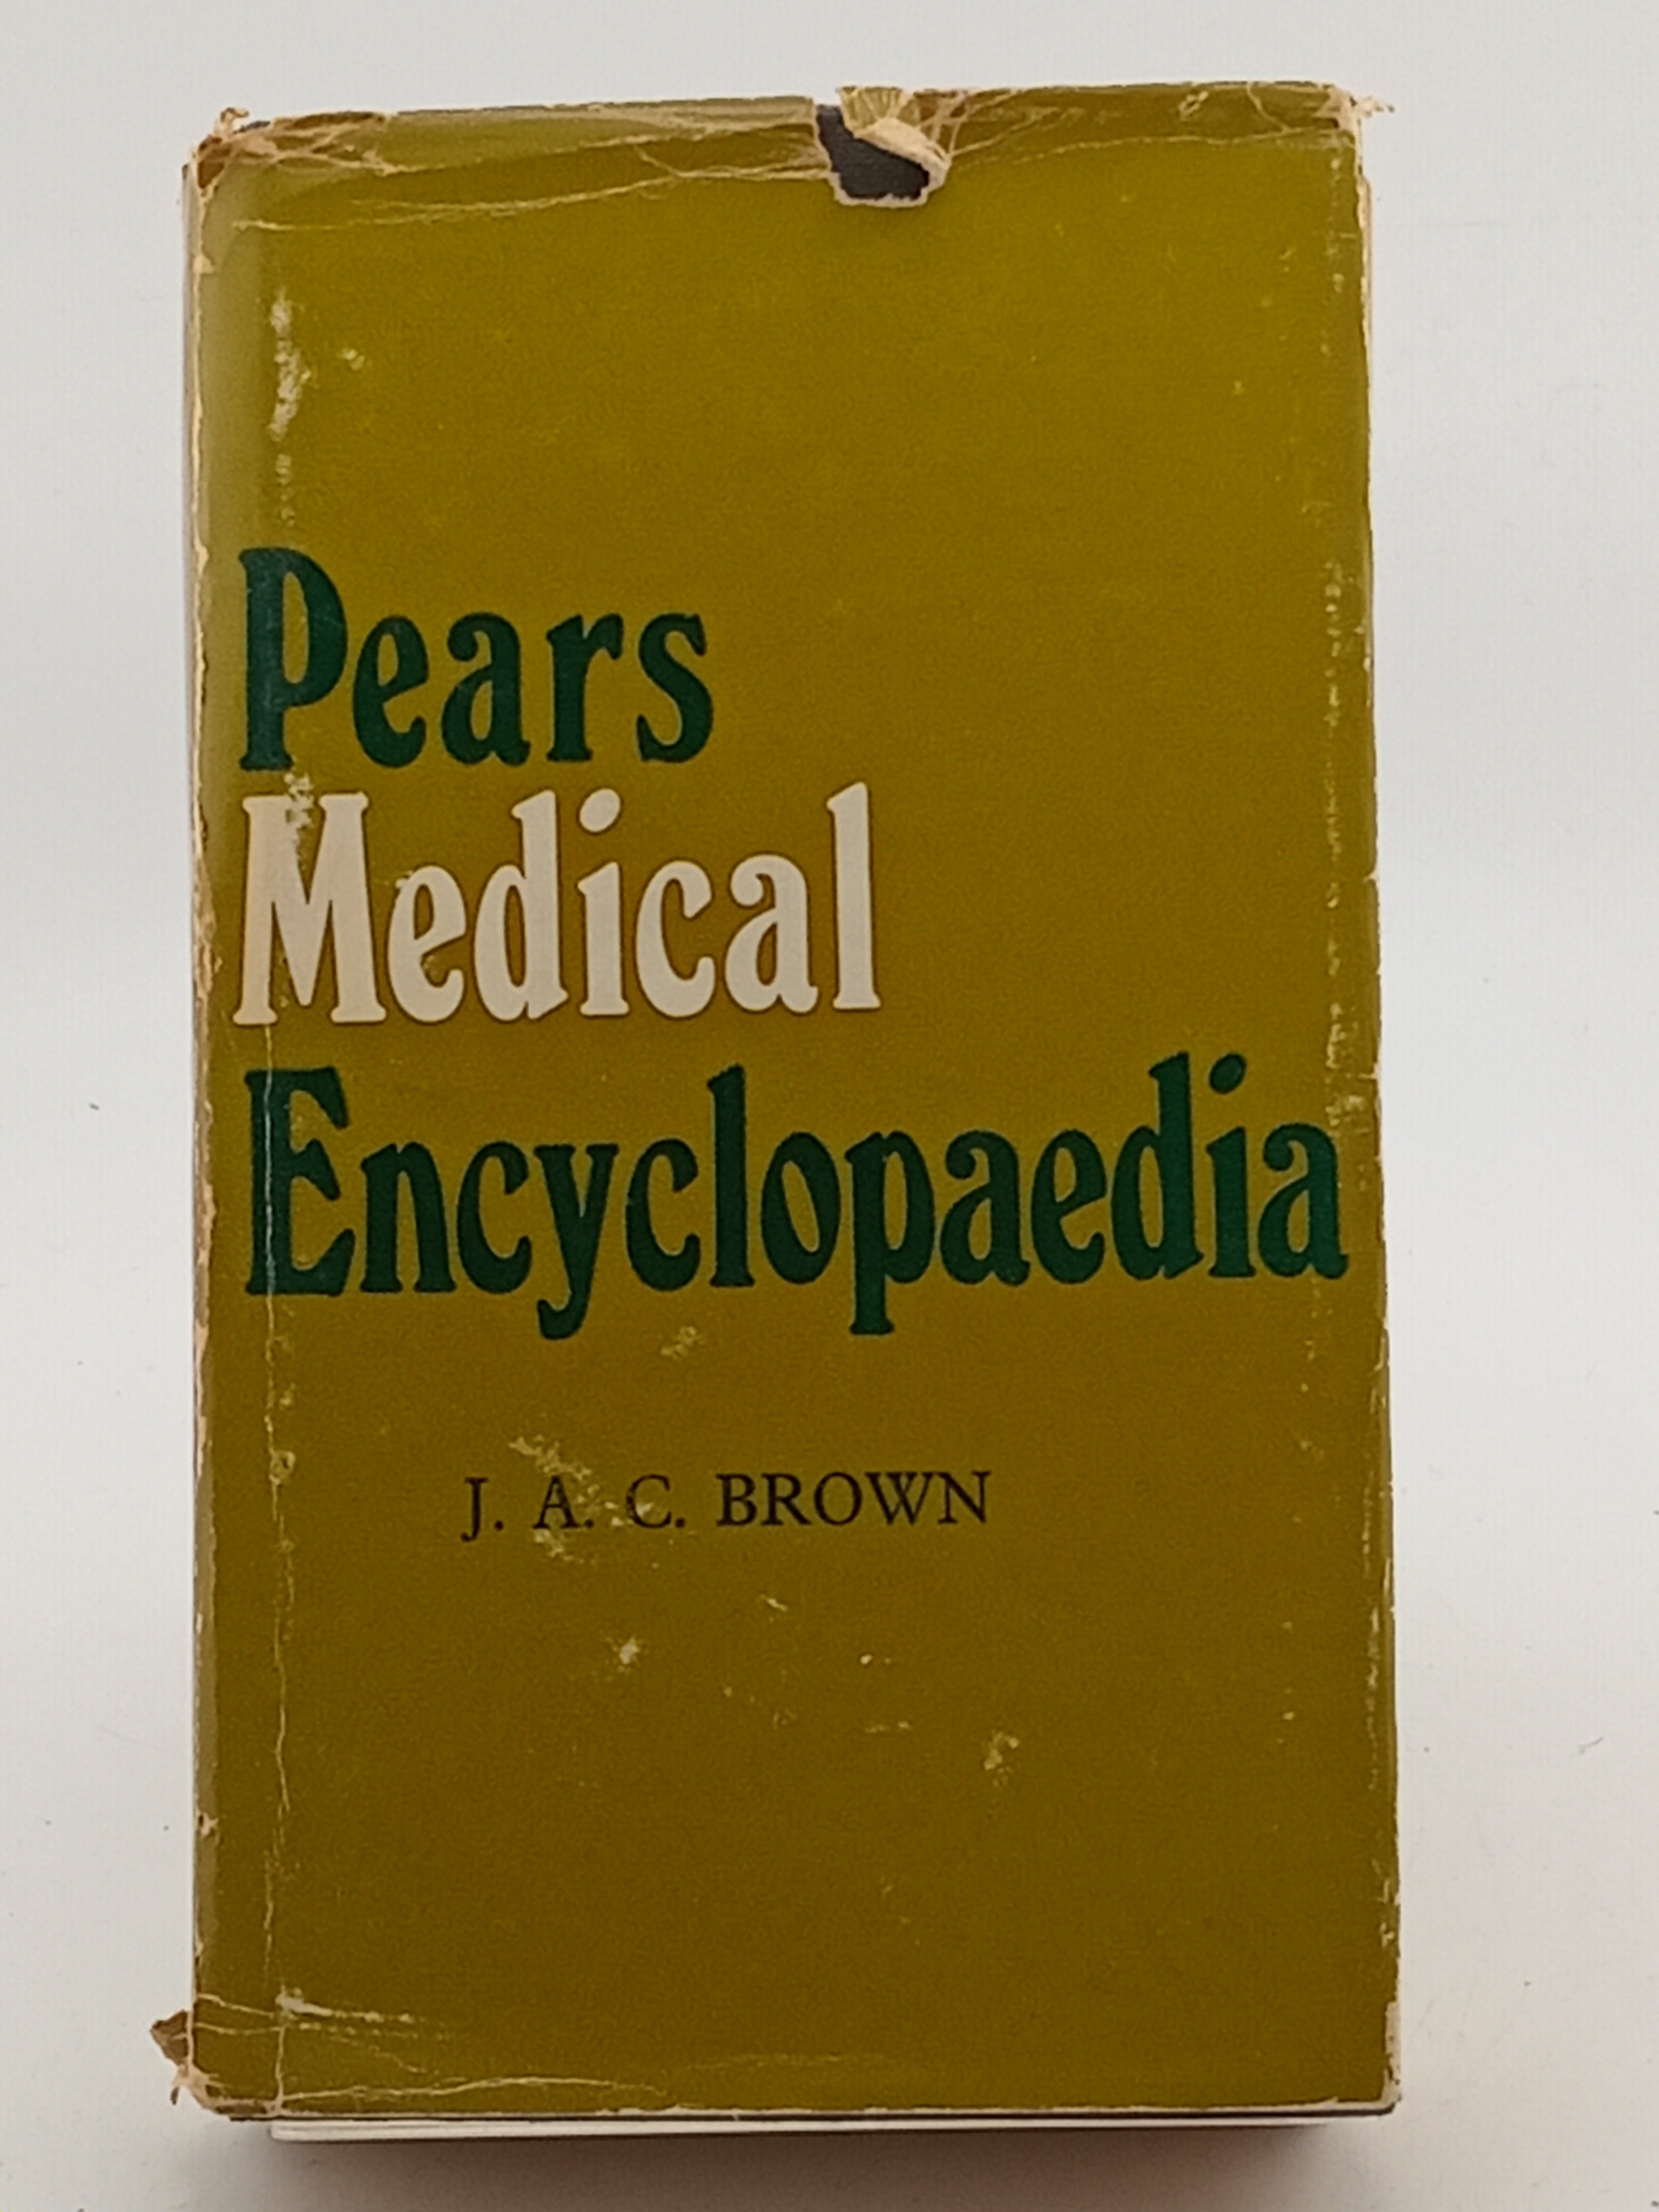 Pears
Medical
Encyclopaedia
J. A. C. BROWN